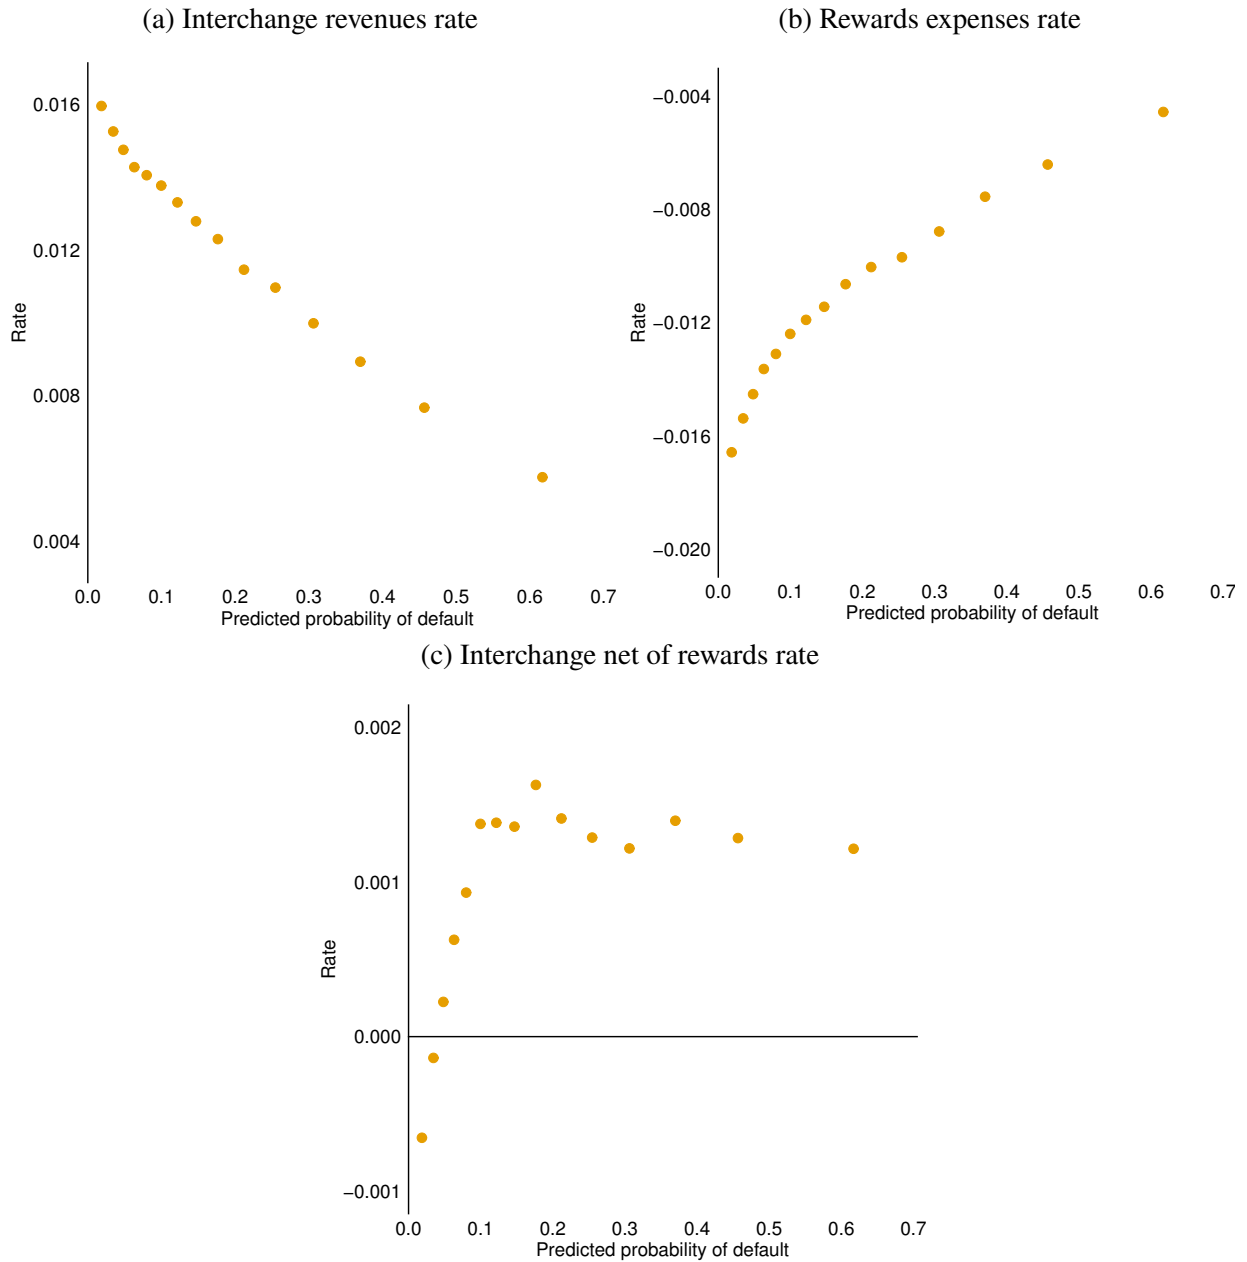 (a) Interchange revenues rate
0.016
0.012
0.008
0.004
Rate
0.0 0.1 0.2 0.3 0.4 0.5 0.6 0.7
Predicted probability of default
(b) Rewards expenses rate
−0.004
−0.008
−0.012
−0.016
−0.020
Rate
0.0 0.1 0.2 0.3 0.4 0.5 0.6 0.7
Predicted probability of default
(c) Interchange net of rewards rate
0.002
0.001
0.000
−0.001
Rate
0.0 0.1 0.2 0.3 0.4 0.5 0.6 0.7
Predicted probability of default